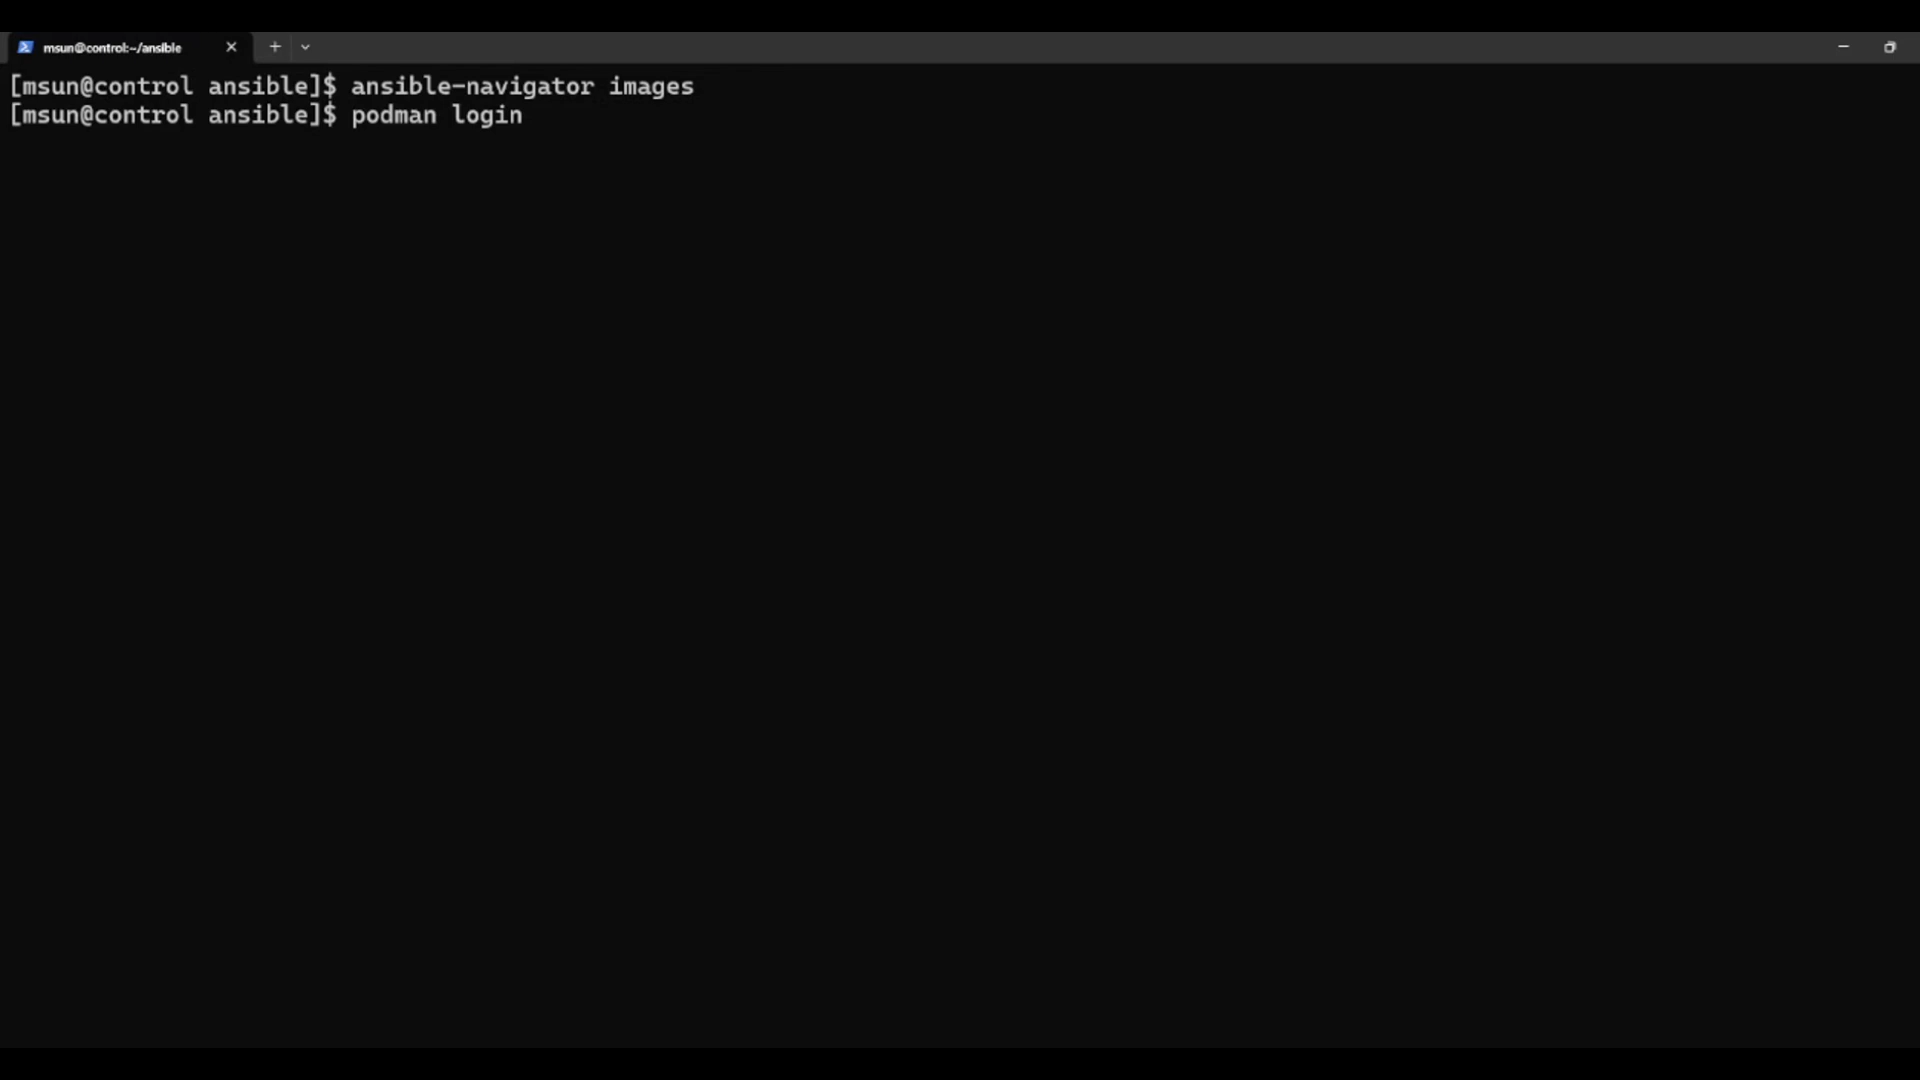 msun@control:~/ansible
[msun@control ansible]$ ansible-navigator images
[msun@control ansible]$ podman login